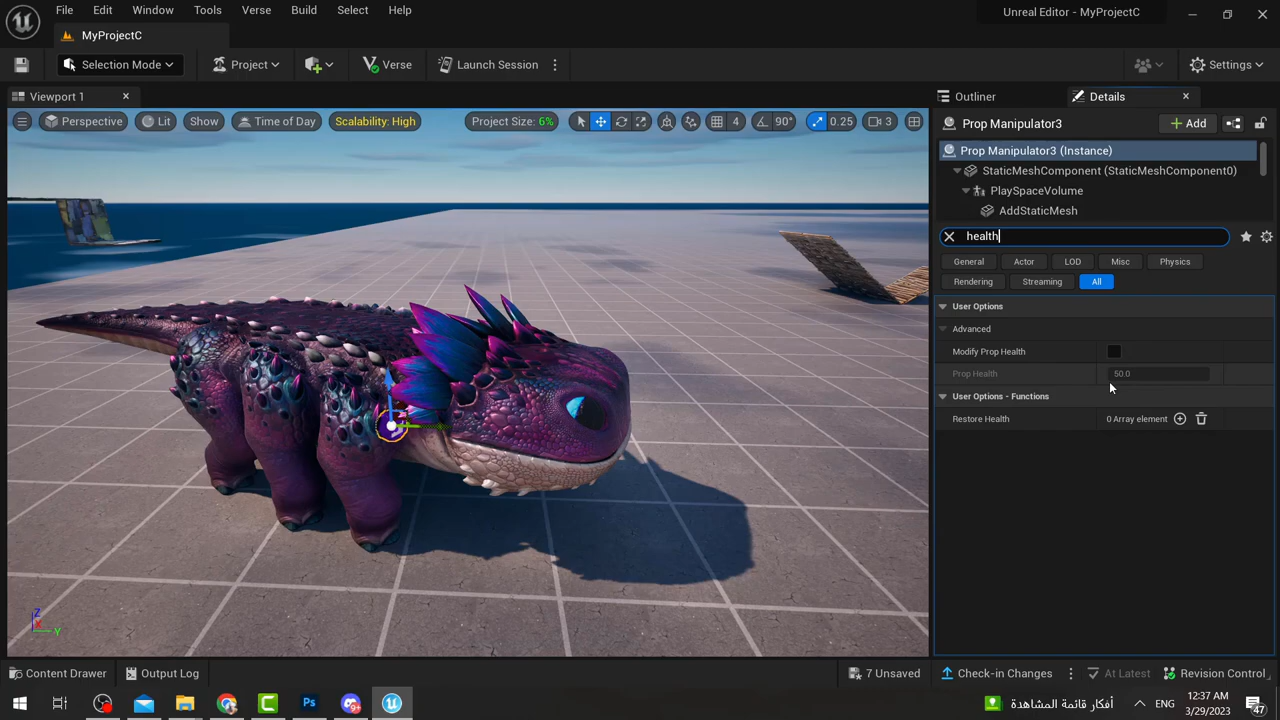 File Edit Window Tools Verse Build Select Help
Unreal Editor - MyProjectC
MyProjectC
Selection Mode
Project
Verse
Launch Session
Settings
Viewport 1
Outliner
Details
Perspective
Lit
Show
Time of Day
Scalability: High
Project Size: 6%
4
90°
0.25
3
Prop Manipulator3
Add
Prop Manipulator3 (Instance)
StaticMeshComponent (StaticMeshComponent0)
PlaySpaceVolume
AddStaticMesh
health
General
Actor
LOD
Misc
Physics
Rendering
Streaming
All
User Options
Advanced
Modify Prop Health
Prop Health
50.0
User Options - Functions
Restore Health
0 Array element
Z
X
Y
Content Drawer
Output Log
7 Unsaved
Check-in Changes
At Latest
Revision Control
أفكار قائمة المشاهدة
ENG
12:37 AM
3/29/2023
47